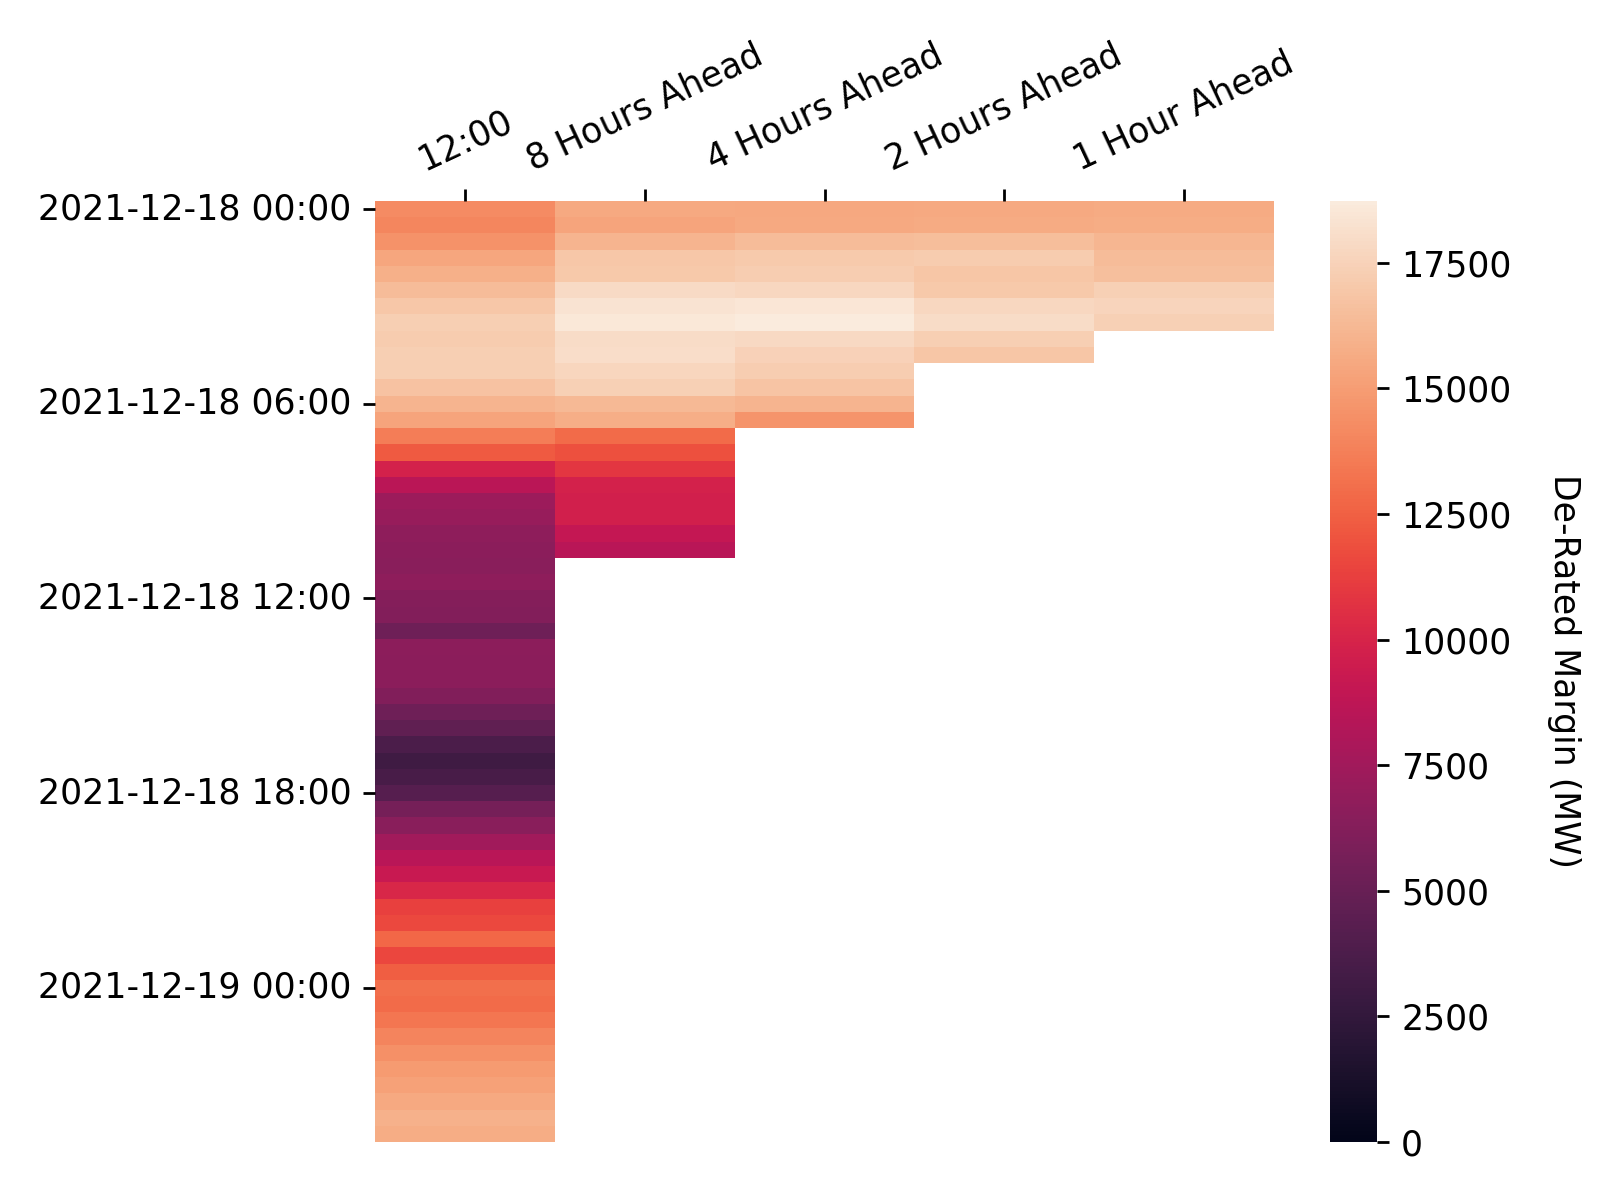 12:00
8 Hours Ahead
4 Hours Ahead
2 Hours Ahead
1 Hour Ahead
2021-12-18 00:00
2021-12-18 06:00
2021-12-18 12:00
2021-12-18 18:00
2021-12-19 00:00
17500
15000
12500
10000
7500
5000
2500
0
De-Rated Margin (MW)